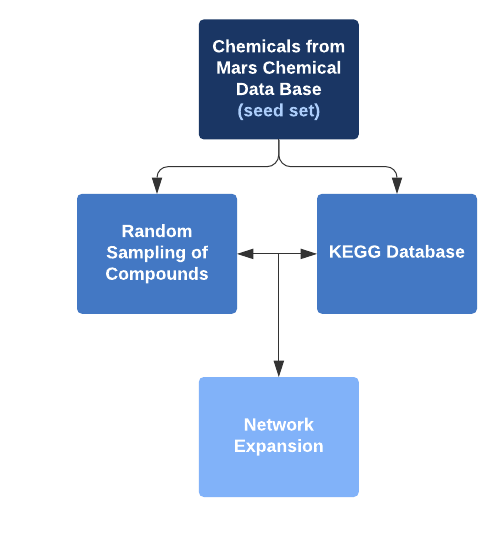 Chemicals from
Mars Chemical
Data Base
(seed set)
Random
Sampling of
Compounds
KEGG Database
Network
Expansion